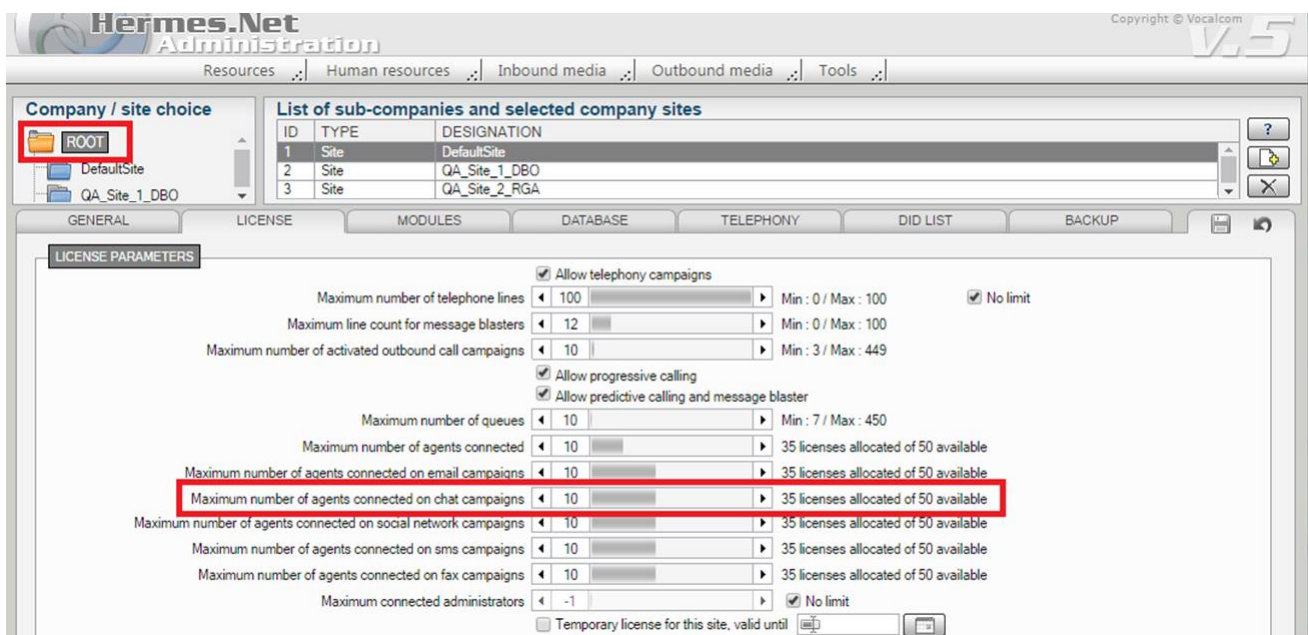 Hermes.Net
Administration
Copyright © Vocalcom
V.5
Resources Human resources Inbound media Outbound media Tools
Company / site choice
ROOT
DefaultSite
QA_Site_1_DBO
List of sub-companies and selected company sites
ID TYPE DESIGNATION
1 Site DefaultSite
2 Site QA_Site_1_DBO
3 Site QA_Site_2_RGA
?
GENERAL LICENSE MODULES DATABASE TELEPHONY DID LIST BACKUP
LICENSE PARAMETERS
Allow telephony campaigns
Maximum number of telephone lines 100 Min : 0 / Max : 100 No limit
Maximum line count for message blasters 12 Min : 0 / Max : 100
Maximum number of activated outbound call campaigns 10 Min : 3 / Max : 449
Allow progressive calling
Allow predictive calling and message blaster
Maximum number of queues 10 Min : 7 / Max : 450
Maximum number of agents connected 10 35 licenses allocated of 50 available
Maximum number of agents connected on email campaigns 10 35 licenses allocated of 50 available
Maximum number of agents connected on chat campaigns 10 35 licenses allocated of 50 available
Maximum number of agents connected on social network campaigns 10 35 licenses allocated of 50 available
Maximum number of agents connected on sms campaigns 10 35 licenses allocated of 50 available
Maximum number of agents connected on fax campaigns 10 35 licenses allocated of 50 available
Maximum connected administrators -1 No limit
Temporary license for this site, valid until